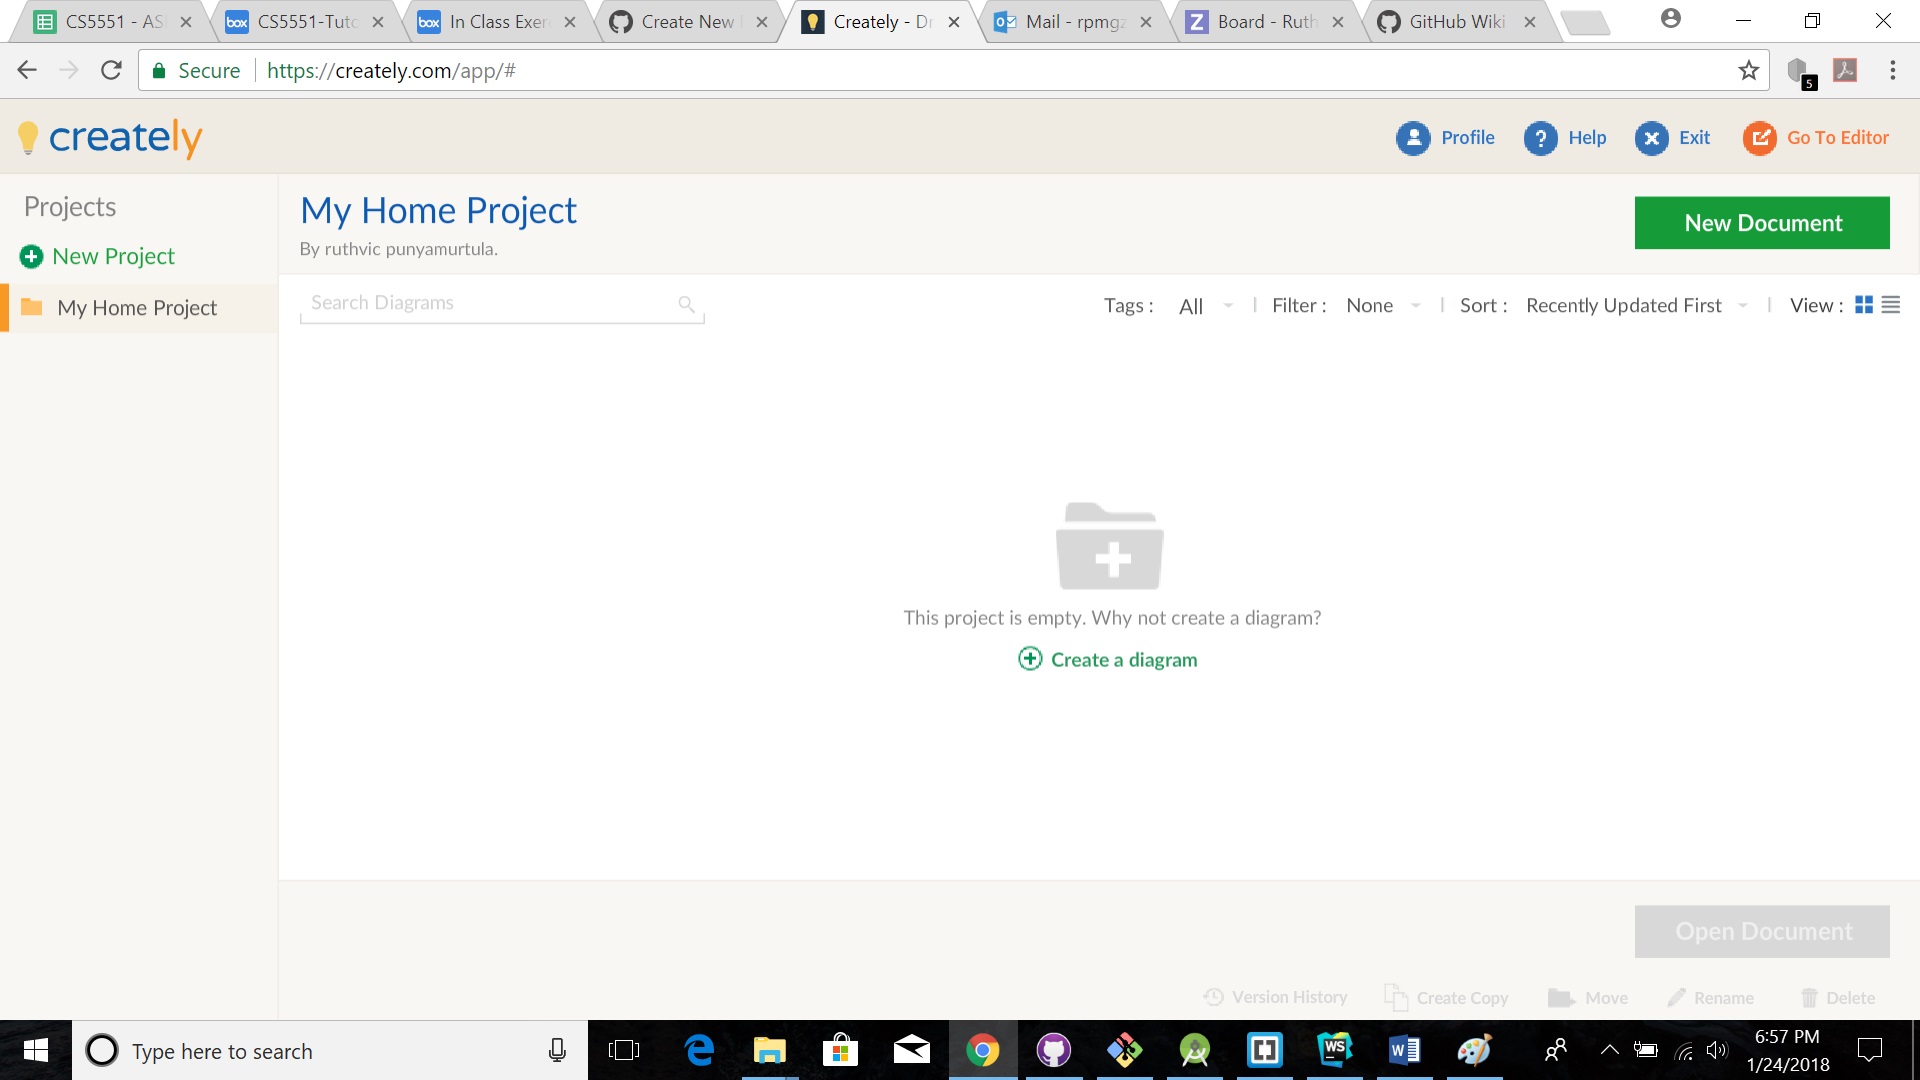 CS5551 - AS
CS5551-Tuto
In Class Exer
Create New
Creately - Dr
Mail - rpmgz
Board - Ruth
GitHub Wiki
Secure
https://creately.com/app/#
5
creately
Profile
Help
Exit
Go To Editor
Projects
New Project
My Home Project
My Home Project
By ruthvic punyamurtula.
New Document
Search Diagrams
Tags : All
Filter : None
Sort : Recently Updated First
View :
This project is empty. Why not create a diagram?
Create a diagram
Open Document
Version History
Create Copy
Move
Rename
Delete
Type here to search
6:57 PM
1/24/2018